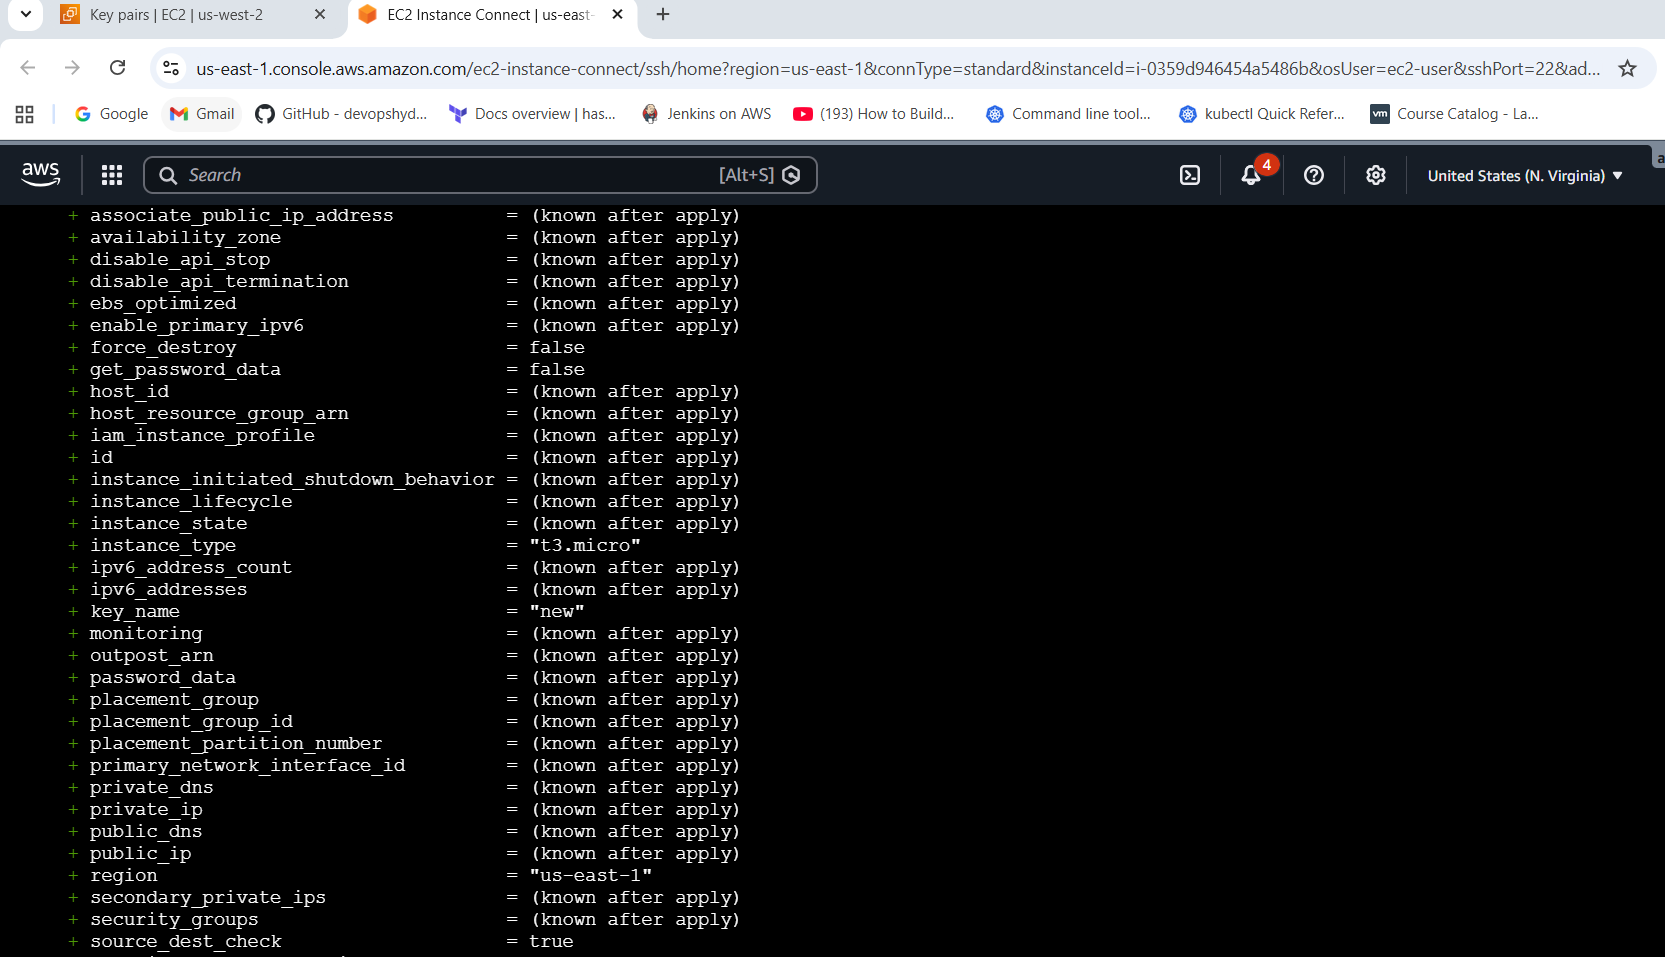 Key pairs | EC2 | us-west-2
EC2 Instance Connect | us-east-
us-east-1.console.aws.amazon.com/ec2-instance-connect/ssh/home?region=us-east-1&connType=standard&instanceId=i-0359d946454a5486b&osUser=ec2-user&sshPort=22&ad...
Google Gmail GitHub - devopshyd... Docs overview | has... Jenkins on AWS (193) How to Build... Command line tool... kubectl Quick Refer... vm Course Catalog - La...
aws Search [Alt+S] 4 United States (N. Virginia) a
+ associate_public_ip_address = (known after apply)
+ availability_zone = (known after apply)
+ disable_api_stop = (known after apply)
+ disable_api_termination = (known after apply)
+ ebs_optimized = (known after apply)
+ enable_primary_ipv6 = (known after apply)
+ force_destroy = false
+ get_password_data = false
+ host_id = (known after apply)
+ host_resource_group_arn = (known after apply)
+ iam_instance_profile = (known after apply)
+ id = (known after apply)
+ instance_initiated_shutdown_behavior = (known after apply)
+ instance_lifecycle = (known after apply)
+ instance_state = (known after apply)
+ instance_type = "t3.micro"
+ ipv6_address_count = (known after apply)
+ ipv6_addresses = (known after apply)
+ key_name = "new"
+ monitoring = (known after apply)
+ outpost_arn = (known after apply)
+ password_data = (known after apply)
+ placement_group = (known after apply)
+ placement_group_id = (known after apply)
+ placement_partition_number = (known after apply)
+ primary_network_interface_id = (known after apply)
+ private_dns = (known after apply)
+ private_ip = (known after apply)
+ public_dns = (known after apply)
+ public_ip = (known after apply)
+ region = "us-east-1"
+ secondary_private_ips = (known after apply)
+ security_groups = (known after apply)
+ source_dest_check = true